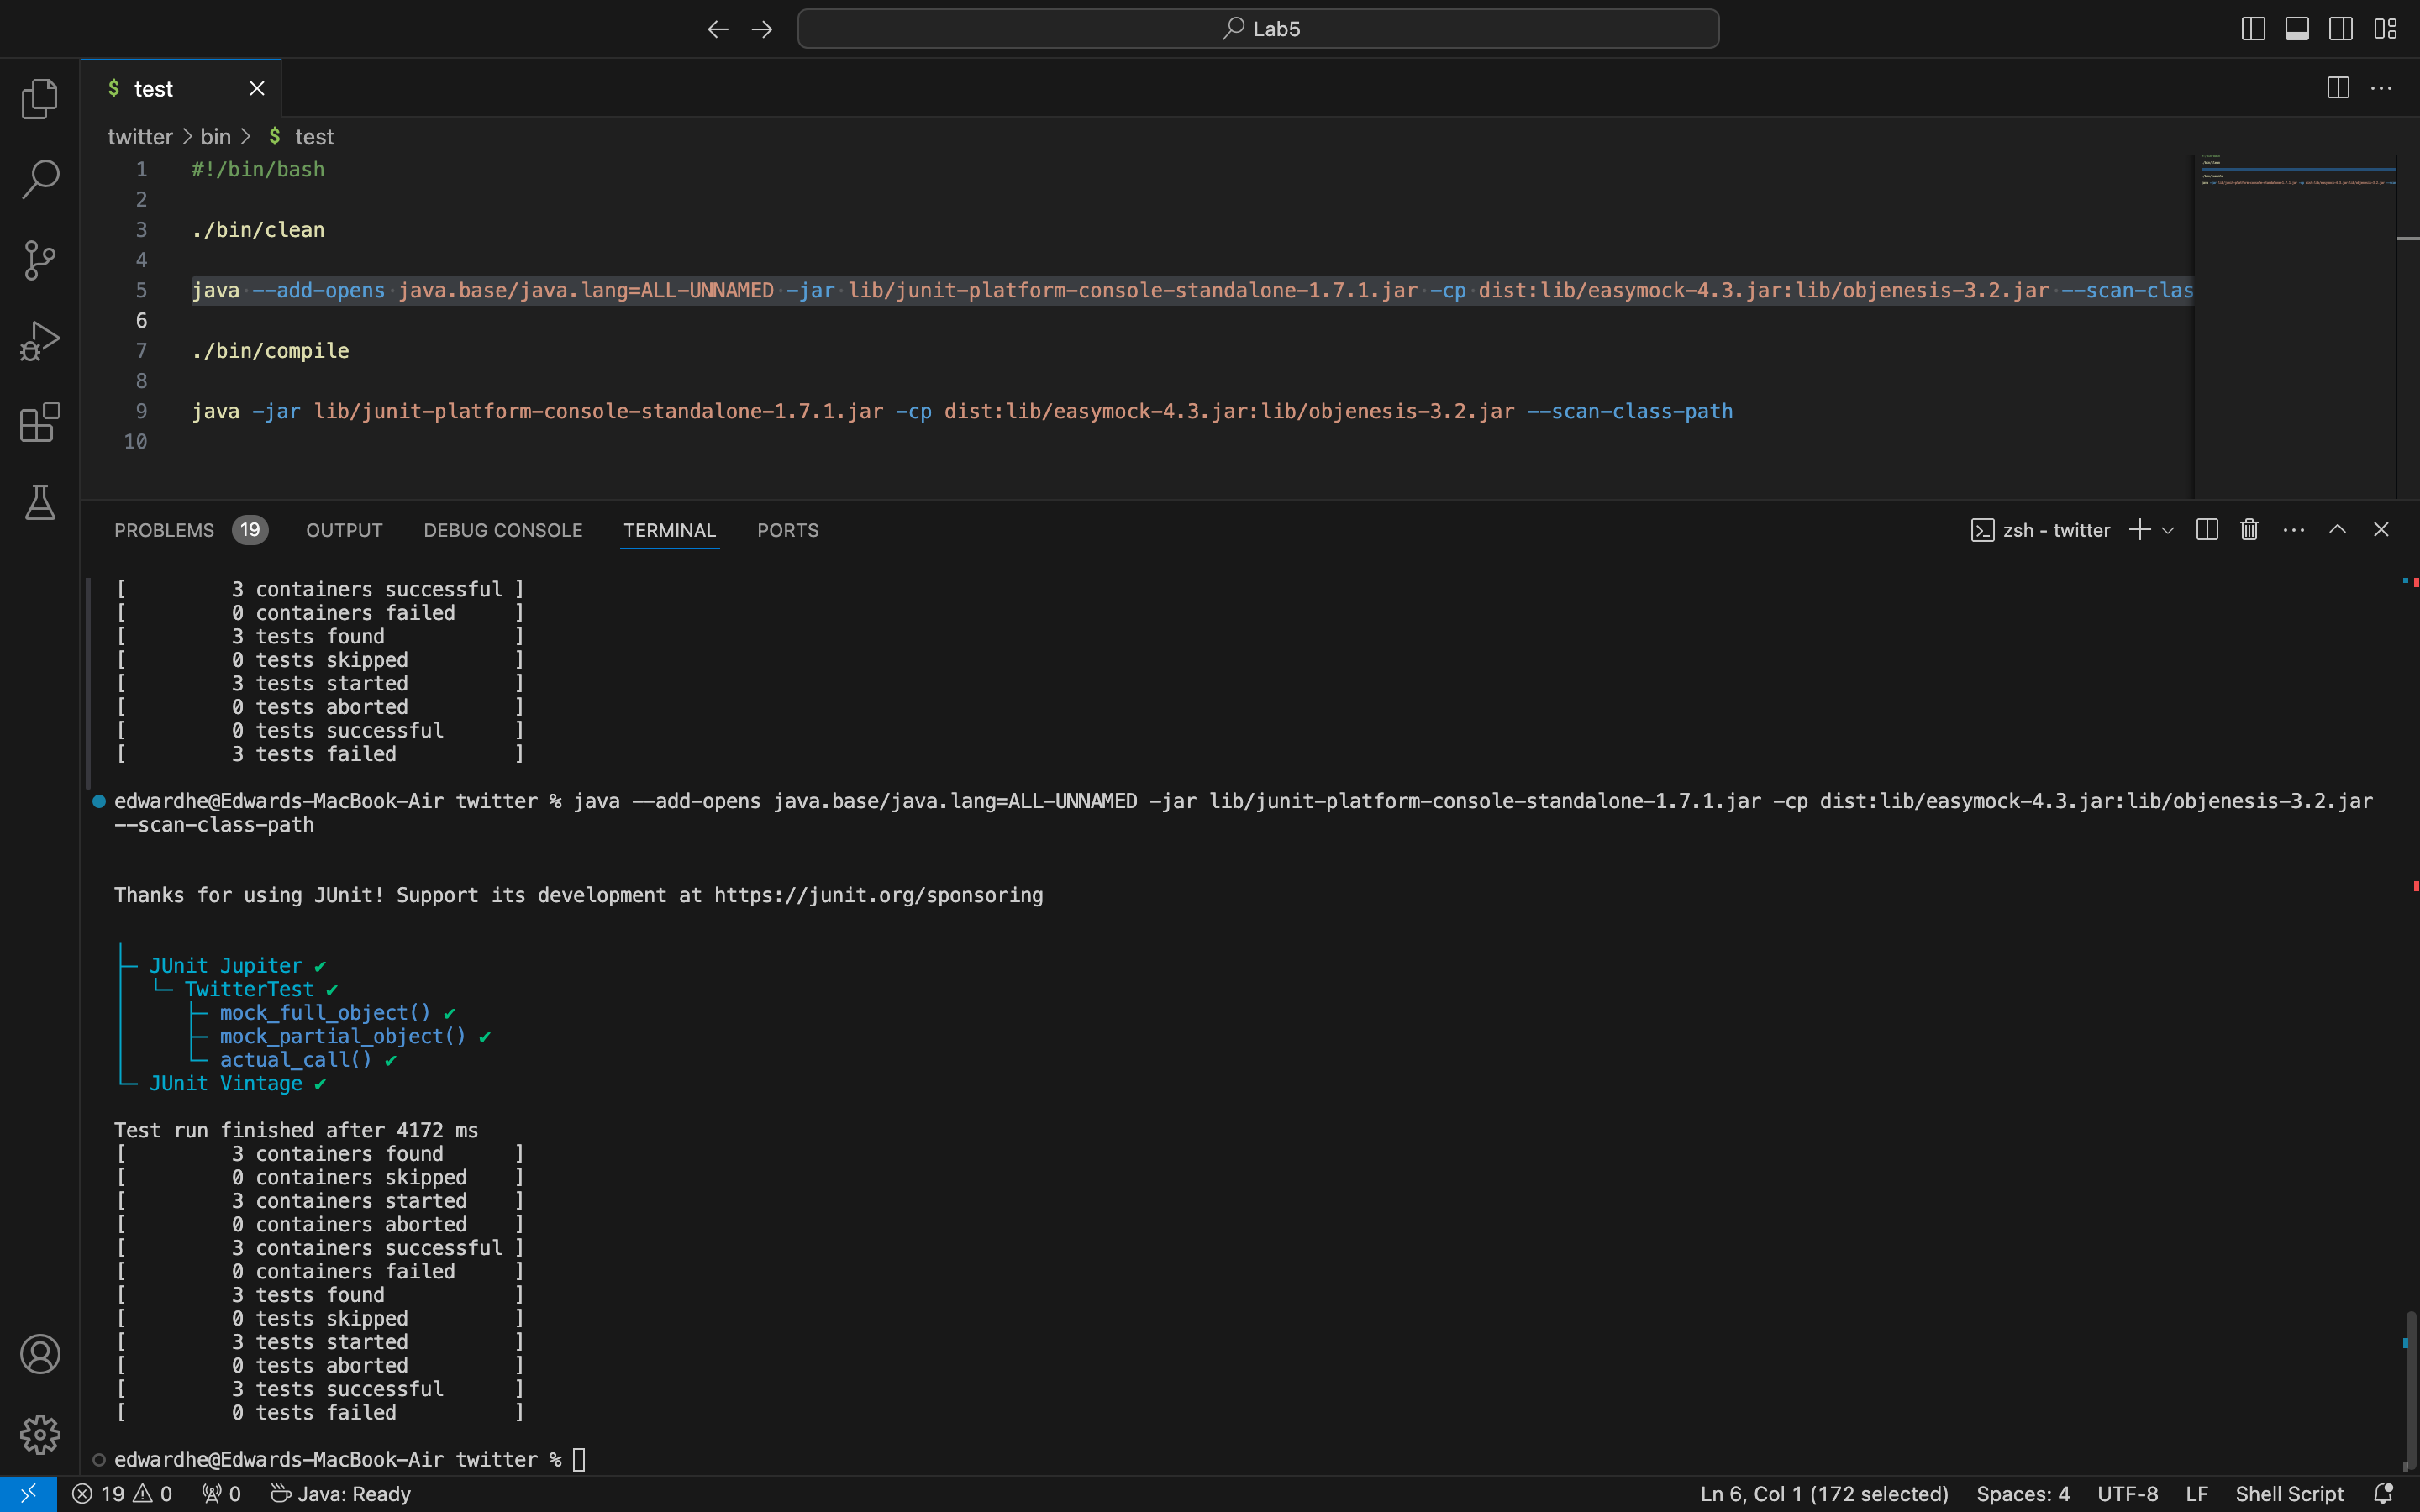 Lab5
$ test
twitter > bin > $ test
1 #!/bin/bash
2
3 ./bin/clean
4
5 java --add-opens java.base/java.lang=ALL-UNNAMED -jar lib/junit-platform-console-standalone-1.7.1.jar -cp dist:lib/easymock-4.3.jar:lib/objenesis-3.2.jar --scan-clas
6
7 ./bin/compile
8
9 java -jar lib/junit-platform-console-standalone-1.7.1.jar -cp dist:lib/easymock-4.3.jar:lib/objenesis-3.2.jar --scan-class-path
10
PROBLEMS 19 OUTPUT DEBUG CONSOLE TERMINAL PORTS zsh - twitter
[         3 containers successful ]
[         0 containers failed     ]
[         3 tests found           ]
[         0 tests skipped         ]
[         3 tests started         ]
[         0 tests aborted         ]
[         0 tests successful      ]
[         3 tests failed          ]
edwardhe@Edwards-MacBook-Air twitter % java --add-opens java.base/java.lang=ALL-UNNAMED -jar lib/junit-platform-console-standalone-1.7.1.jar -cp dist:lib/easymock-4.3.jar:lib/objenesis-3.2.jar
--scan-class-path
Thanks for using JUnit! Support its development at https://junit.org/sponsoring
├─ JUnit Jupiter ✔
│  └─ TwitterTest ✔
│     ├─ mock_full_object() ✔
│     ├─ mock_partial_object() ✔
│     └─ actual_call() ✔
└─ JUnit Vintage ✔
Test run finished after 4172 ms
[         3 containers found      ]
[         0 containers skipped    ]
[         3 containers started    ]
[         0 containers aborted    ]
[         3 containers successful ]
[         0 containers failed     ]
[         3 tests found           ]
[         0 tests skipped         ]
[         3 tests started         ]
[         0 tests aborted         ]
[         3 tests successful      ]
[         0 tests failed          ]
edwardhe@Edwards-MacBook-Air twitter %
19 0 0 Java: Ready Ln 6, Col 1 (172 selected) Spaces: 4 UTF-8 LF Shell Script